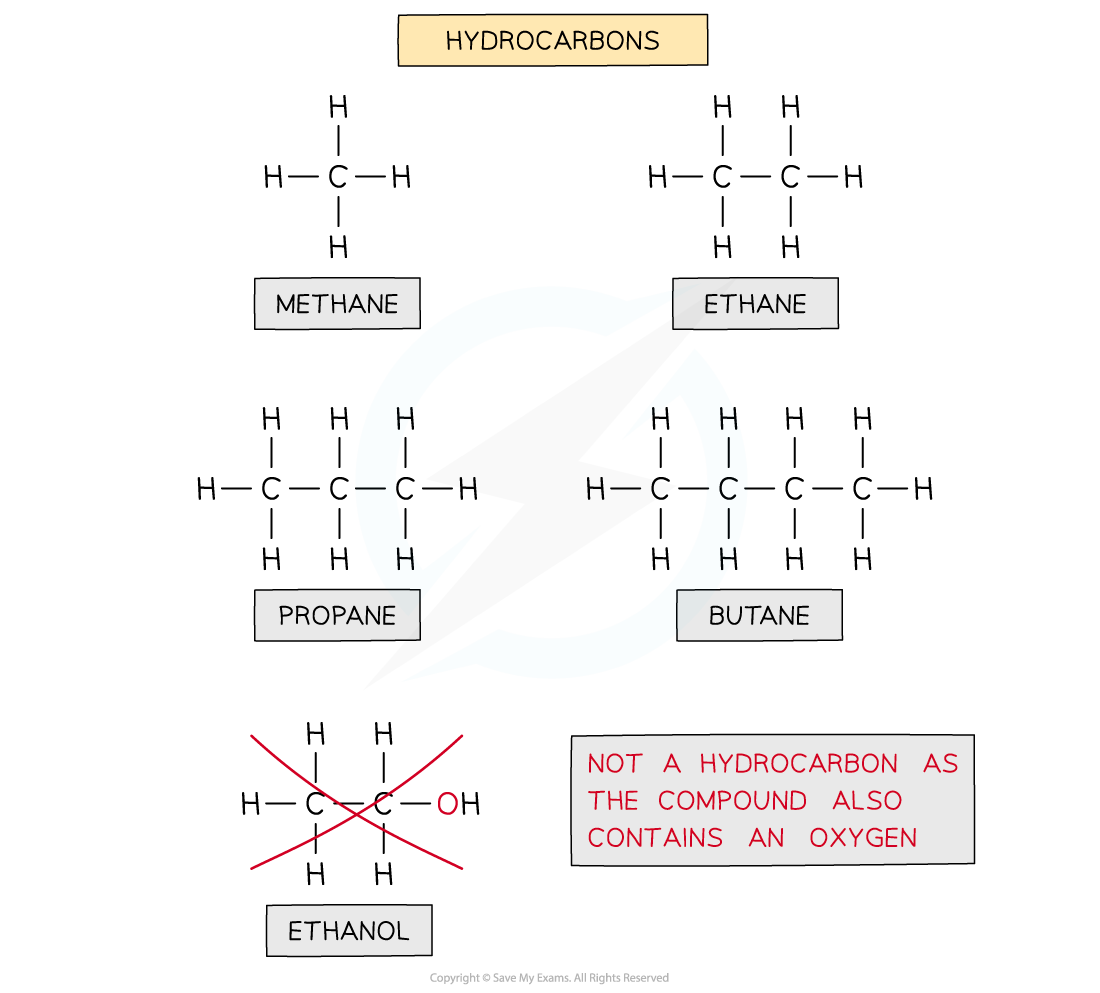 HYDROCARBONS
H H H
H C H H C C H
H H H
METHANE ETHANE
H H H H H H H
H C C C H H C C C C H
H H H H H H H
PROPANE BUTANE
H H
H C C OH
H H
NOT A HYDROCARBON AS
THE COMPOUND ALSO
CONTAINS AN OXYGEN
ETHANOL
Copyright © Save My Exams. All Rights Reserved